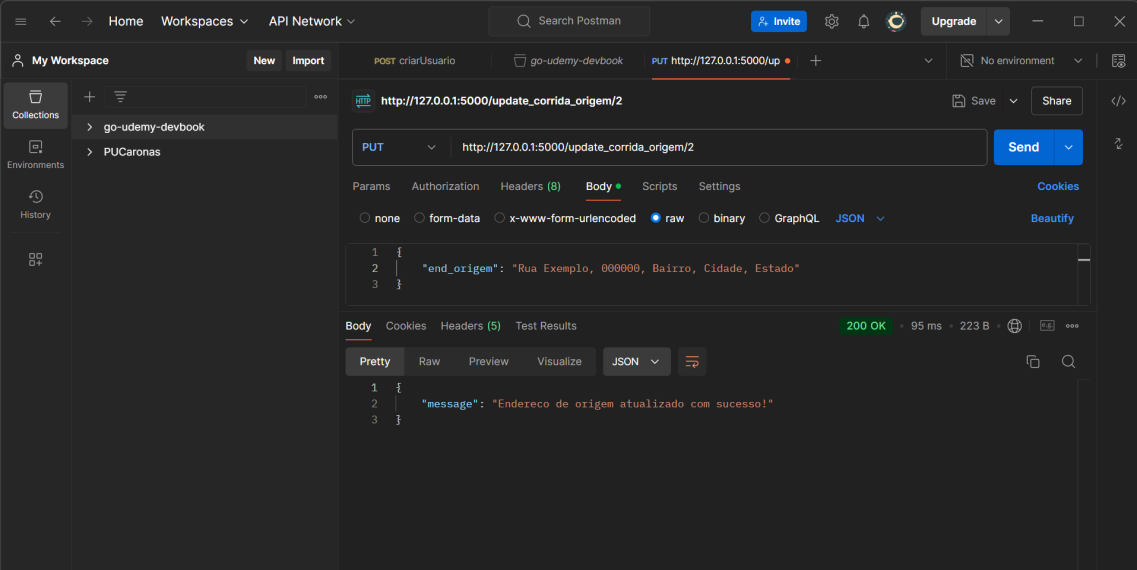 Home Workspaces API Network Search Postman Invite Upgrade
My Workspace New Import POST criarUsuario go-udemy-devbook PUT http://127.0.0.1:5000/up No environment
Collections
Environments
History
go-udemy-devbook
PUCaronas
HTTP http://127.0.0.1:5000/update_corrida_origem/2 Save Share
PUT http://127.0.0.1:5000/update_corrida_origem/2 Send
Params Authorization Headers (8) Body Scripts Settings Cookies
none form-data x-www-form-urlencoded raw binary GraphQL JSON Beautify
1 {
2 "end_origem": "Rua Exemplo, 000000, Bairro, Cidade, Estado"
3 }
Body Cookies Headers (5) Test Results 200 OK 95 ms 223 B e.g.
Pretty Raw Preview Visualize JSON
1 {
2 "message": "Endereco de origem atualizado com sucesso!"
3 }